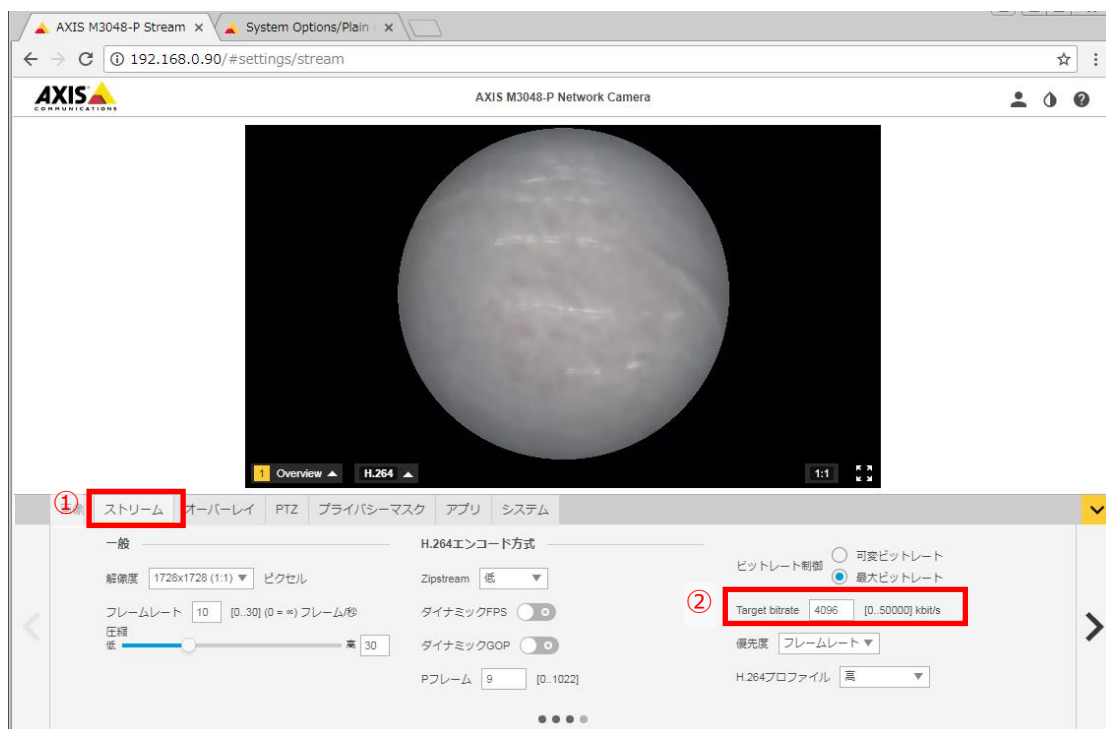 AXIS M3048-P Stream
System Options/Plain
192.168.0.90/#settings/stream
AXIS
COMMUNICATIONS
AXIS M3048-P Network Camera
1 Overview
H.264
1:1
①
ストリーム オーバーレイ PTZ プライバシーマスク アプリ システム
一般
解像度 1728x1728 (1:1) ピクセル
フレームレート 10 [0..30] (0 = ∞) フレーム/秒
圧縮
低 高 30
H.264エンコード方式
Zipstream 低
ダイナミックFPS
ダイナミックGOP
Pフレーム 9 [0..1022]
ビットレート制御
可変ビットレート
最大ビットレート
②
Target bitrate 4096 [0..50000] kbit/s
優先度 フレームレート
H.264プロファイル 高